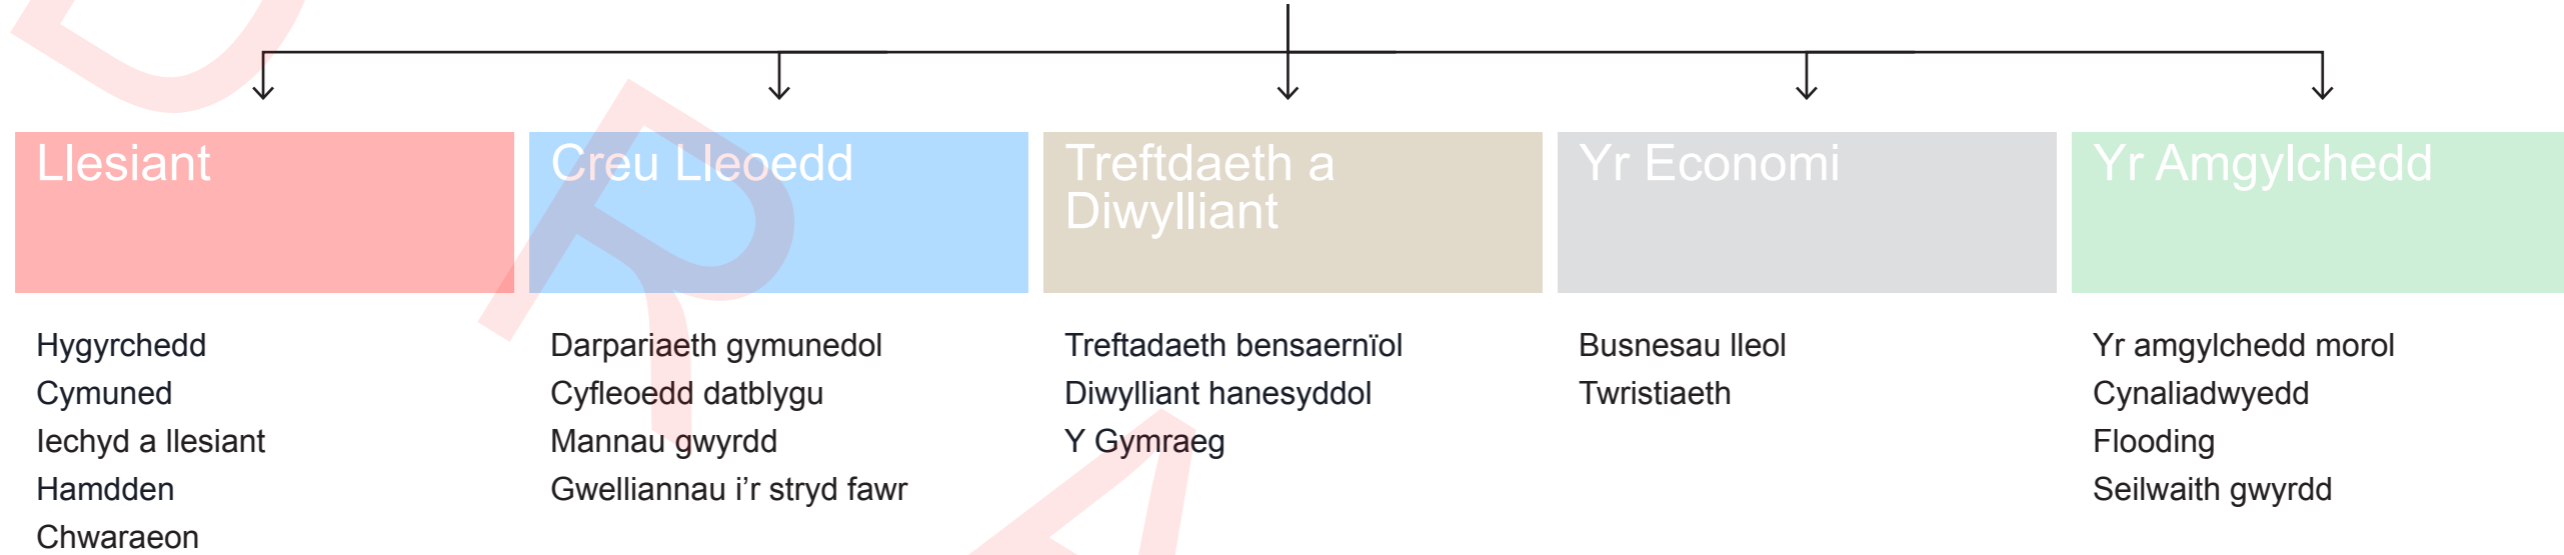 Llesiant
Hygyrchedd
Cymuned
Iechyd a llesiant
Hamdden
Chwaraeon
Creu Lleoedd
Darpariaeth gymunedol
Cyfleoedd datblygu
Mannau gwyrdd
Gwelliannau i’r stryd fawr
Treftdaeth a
Diwylliant
Treftadaeth bensaernïol
Diwylliant hanesyddol
Y Gymraeg
Yr Economi
Busnesau lleol
Twristiaeth
Yr Amgylchedd
Yr amgylchedd morol
Cynaliadwyedd
Flooding
Seilwaith gwyrdd